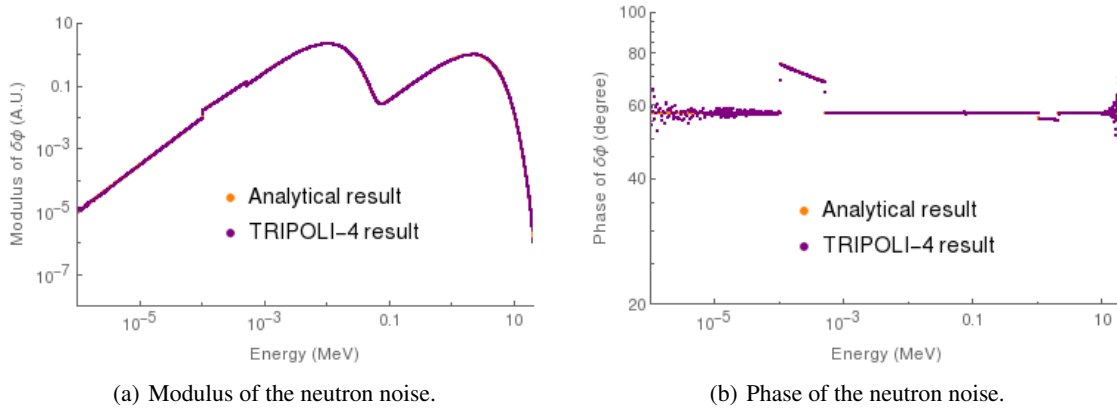 10
0.1
10⁻³
10⁻⁵
10⁻⁷
Modulus of δϕ (A.U.)
Analytical result
TRIPOLI−4 result
10⁻⁵
10⁻³
0.1
10
Energy (MeV)
(a) Modulus of the neutron noise.
100
80
60
40
20
Phase of δϕ (degree)
Analytical result
TRIPOLI−4 result
10⁻⁵
10⁻³
0.1
10
Energy (MeV)
(b) Phase of the neutron noise.